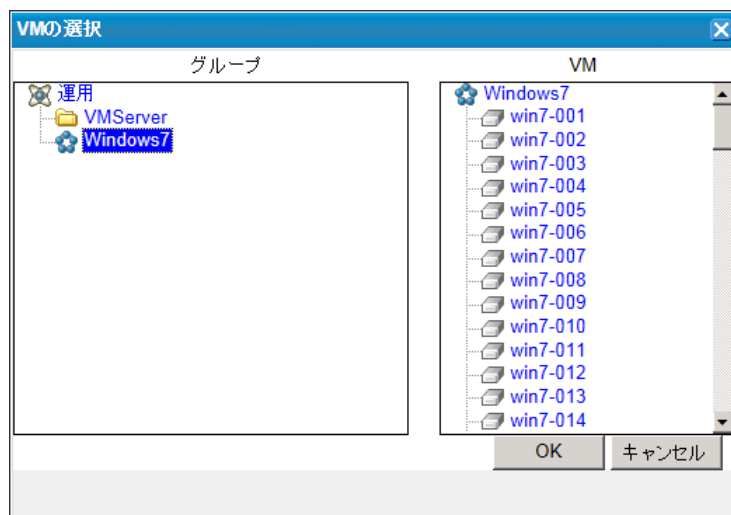 VMの選択
グループ
VM
運用
VMServer
Windows7
Windows7
win7-001
win7-002
win7-003
win7-004
win7-005
win7-006
win7-007
win7-008
win7-009
win7-010
win7-011
win7-012
win7-013
win7-014
OK
キャンセル